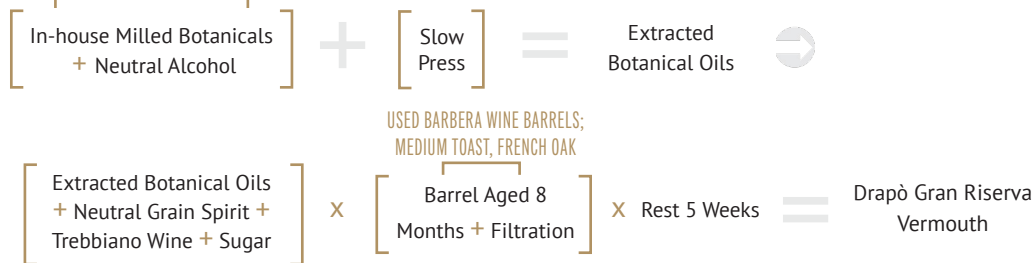 In-house Milled Botanicals
+ Neutral Alcohol
+
Slow
Press
=
Extracted
Botanical Oils
USED BARBERA WINE BARRELS;
MEDIUM TOAST, FRENCH OAK
Extracted Botanical Oils
+ Neutral Grain Spirit +
Trebbiano Wine + Sugar
x
Barrel Aged 8
Months + Filtration
x Rest 5 Weeks
=
Drapò Gran Riserva
Vermouth